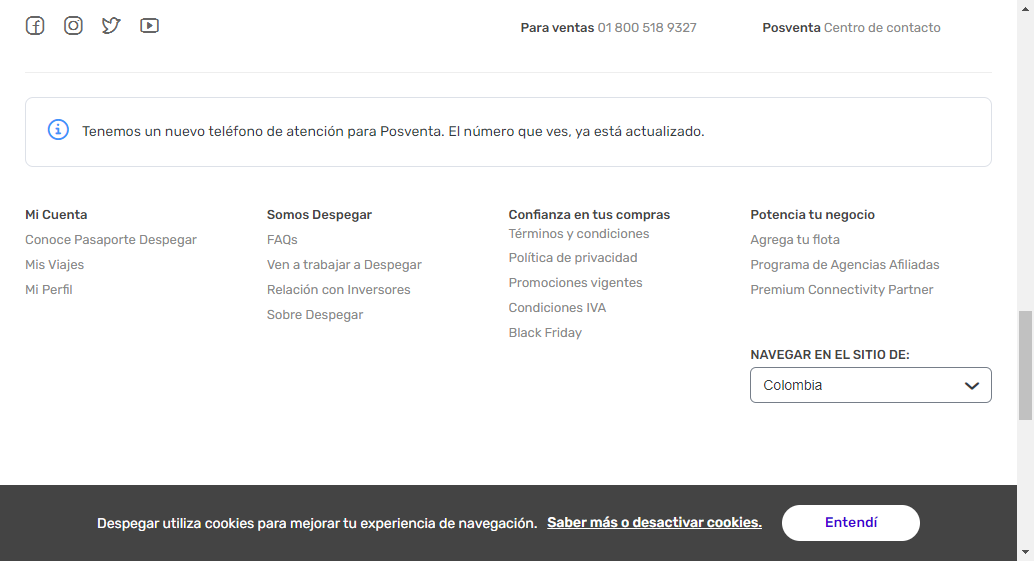 Para ventas 01 800 518 9327
Posventa Centro de contacto
Tenemos un nuevo teléfono de atención para Posventa. El número que ves, ya está actualizado.
Mi Cuenta
Conoce Pasaporte Despegar
Mis Viajes
Mi Perfil
Somos Despegar
FAQs
Ven a trabajar a Despegar
Relación con Inversores
Sobre Despegar
Confianza en tus compras
Términos y condiciones
Política de privacidad
Promociones vigentes
Condiciones IVA
Black Friday
Potencia tu negocio
Agrega tu flota
Programa de Agencias Afiliadas
Premium Connectivity Partner
NAVEGAR EN EL SITIO DE:
Colombia
Despegar utiliza cookies para mejorar tu experiencia de navegación. Saber más o desactivar cookies.
Entendí